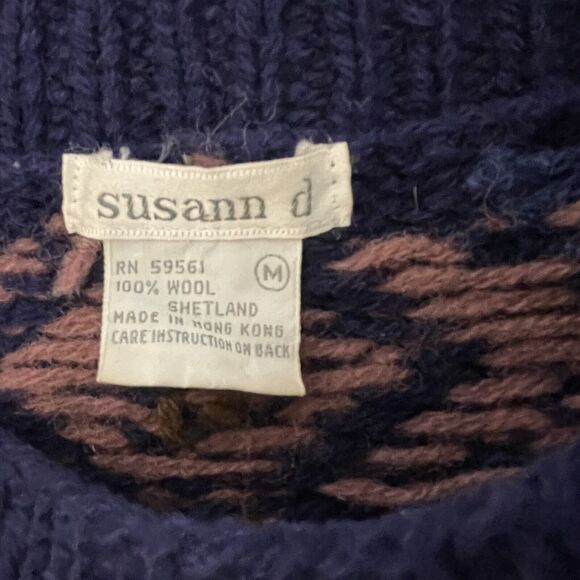 susann d
RN 59561 M
100% WOOL
SHETLAND
MADE IN HONG KONG
CARE INSTRUCTION ON BACK